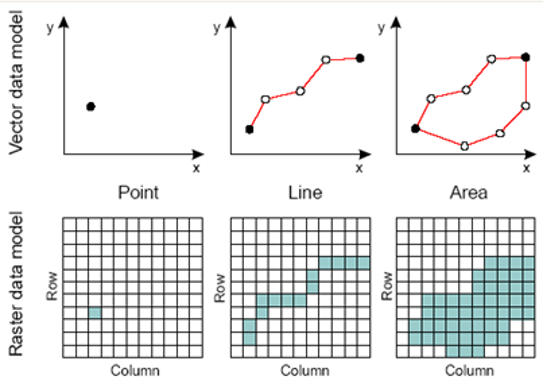 Vector data model
y
x
Point
y
x
Line
y
x
Area
Raster data model
Row
Column
Row
Column
Row
Column